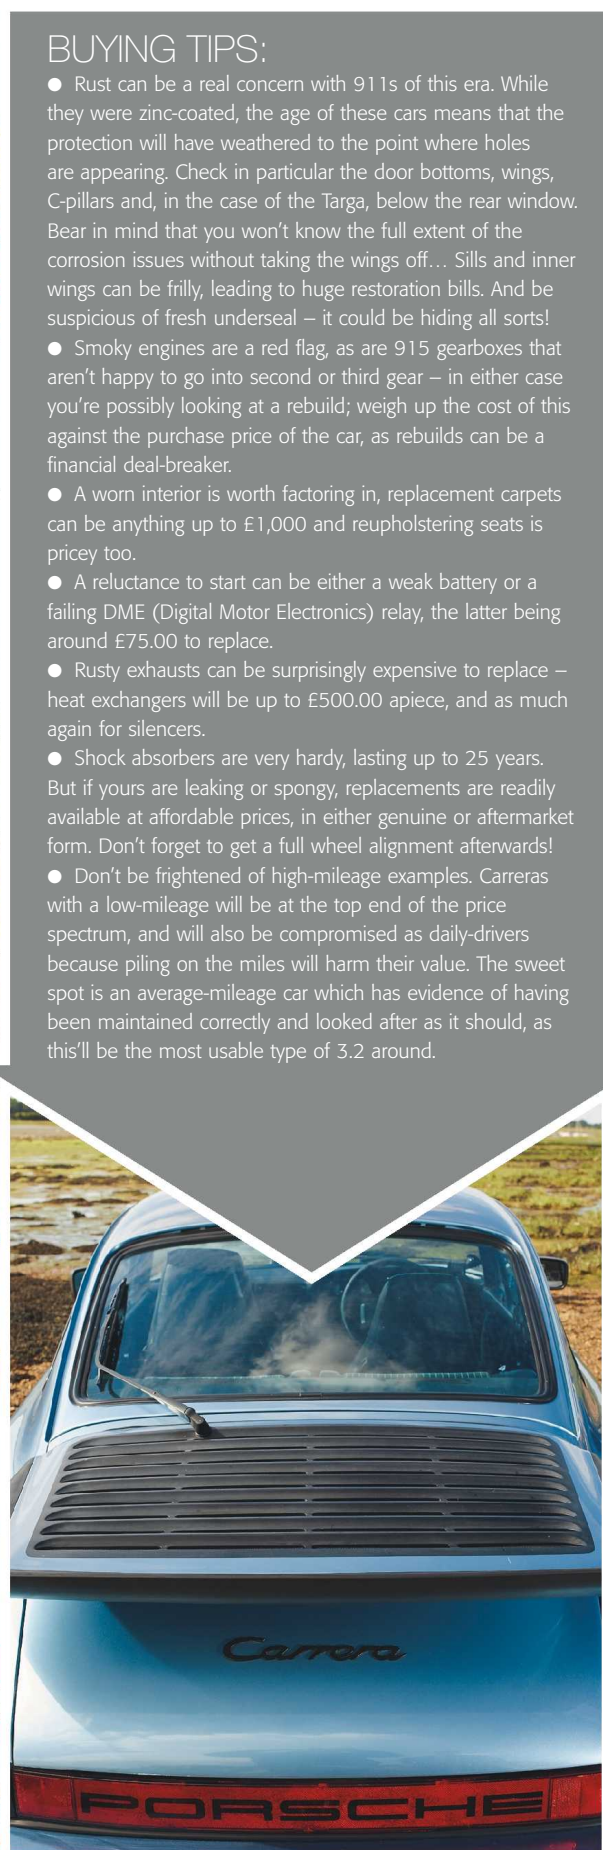 BUYING TIPS:
● Rust can be a real concern with 911s of this era. While
they were zinc-coated, the age of these cars means that the
protection will have weathered to the point where holes
are appearing. Check in particular the door bottoms, wings,
C-pillars and, in the case of the Targa, below the rear window.
Bear in mind that you won't know the full extent of the
corrosion issues without taking the wings off… Sills and inner
wings can be frilly, leading to huge restoration bills. And be
suspicious of fresh underseal – it could be hiding all sorts!
● Smoky engines are a red flag, as are 915 gearboxes that
aren't happy to go into second or third gear – in either case
you're possibly looking at a rebuild; weigh up the cost of this
against the purchase price of the car, as rebuilds can be a
financial deal-breaker.
● A worn interior is worth factoring in, replacement carpets
can be anything up to £1,000 and reupholstering seats is
pricey too.
● A reluctance to start can be either a weak battery or a
failing DME (Digital Motor Electronics) relay, the latter being
around £75.00 to replace.
● Rusty exhausts can be surprisingly expensive to replace –
heat exchangers will be up to £500.00 apiece, and as much
again for silencers.
● Shock absorbers are very hardy, lasting up to 25 years.
But if yours are leaking or spongy, replacements are readily
available at affordable prices, in either genuine or aftermarket
form. Don't forget to get a full wheel alignment afterwards!
● Don't be frightened of high-mileage examples. Carreras
with a low-mileage will be at the top end of the price
spectrum, and will also be compromised as daily-drivers
because piling on the miles will harm their value. The sweet
spot is an average-mileage car which has evidence of having
been maintained correctly and looked after as it should, as
this'll be the most usable type of 3.2 around.
Carrera
PORSCHE